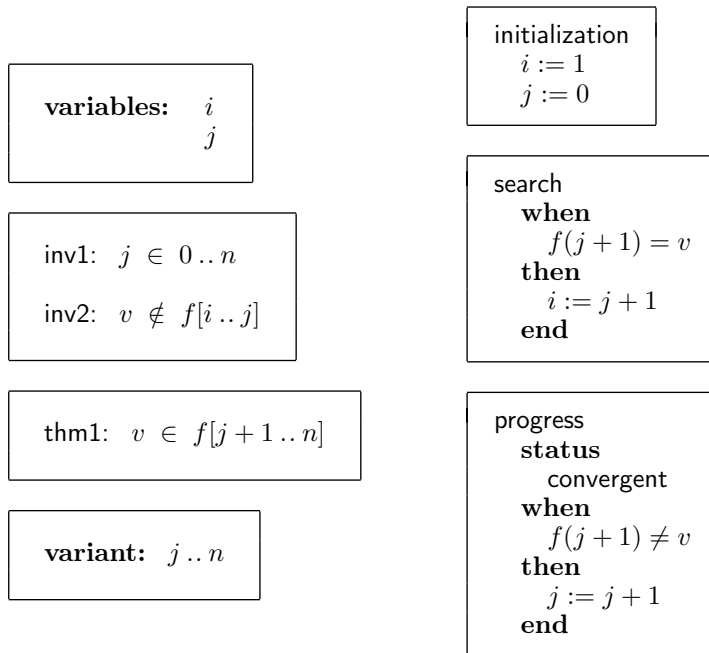 variables: i
j
inv1: j ∈ 0 .. n
inv2: v ∉ f[i .. j]
thm1: v ∈ f[j + 1 .. n]
variant: j .. n
initialization
i := 1
j := 0
search
when
f(j + 1) = v
then
i := j + 1
end
progress
status
convergent
when
f(j + 1) ≠ v
then
j := j + 1
end